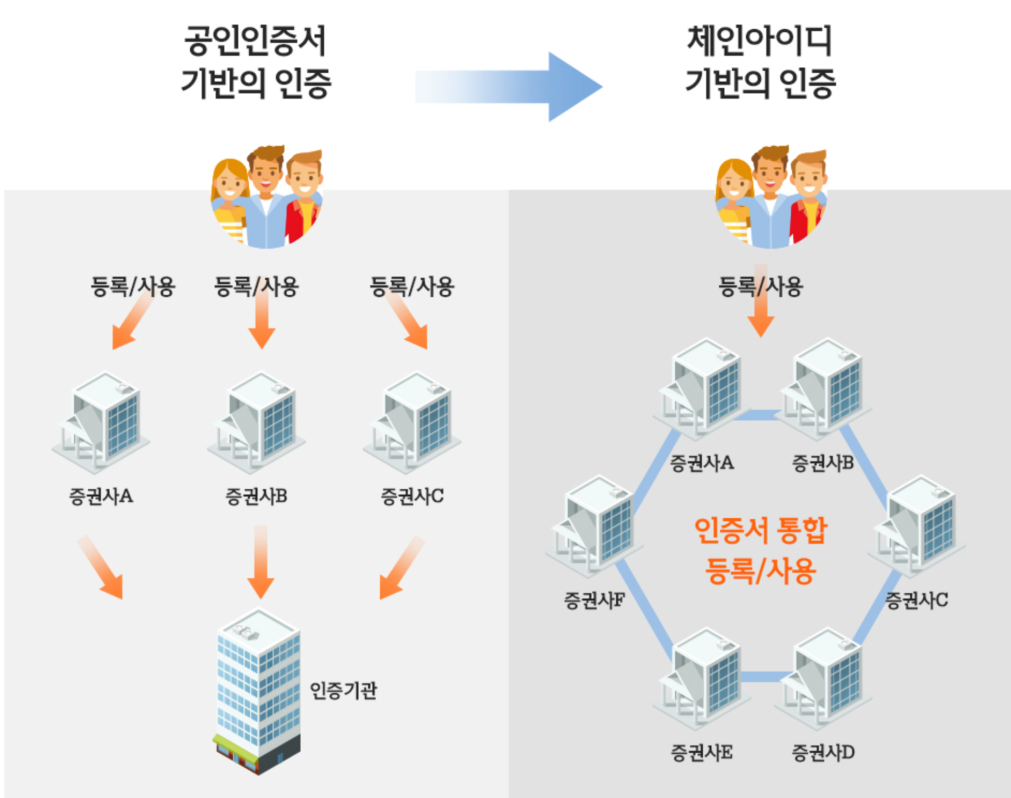 공인인증서
기반의 인증
체인아이디
기반의 인증
등록/사용
등록/사용
등록/사용
증권사A
증권사B
증권사C
인증기관
등록/사용
증권사A
증권사B
증권사F
인증서 통합
등록/사용
증권사C
증권사E
증권사D